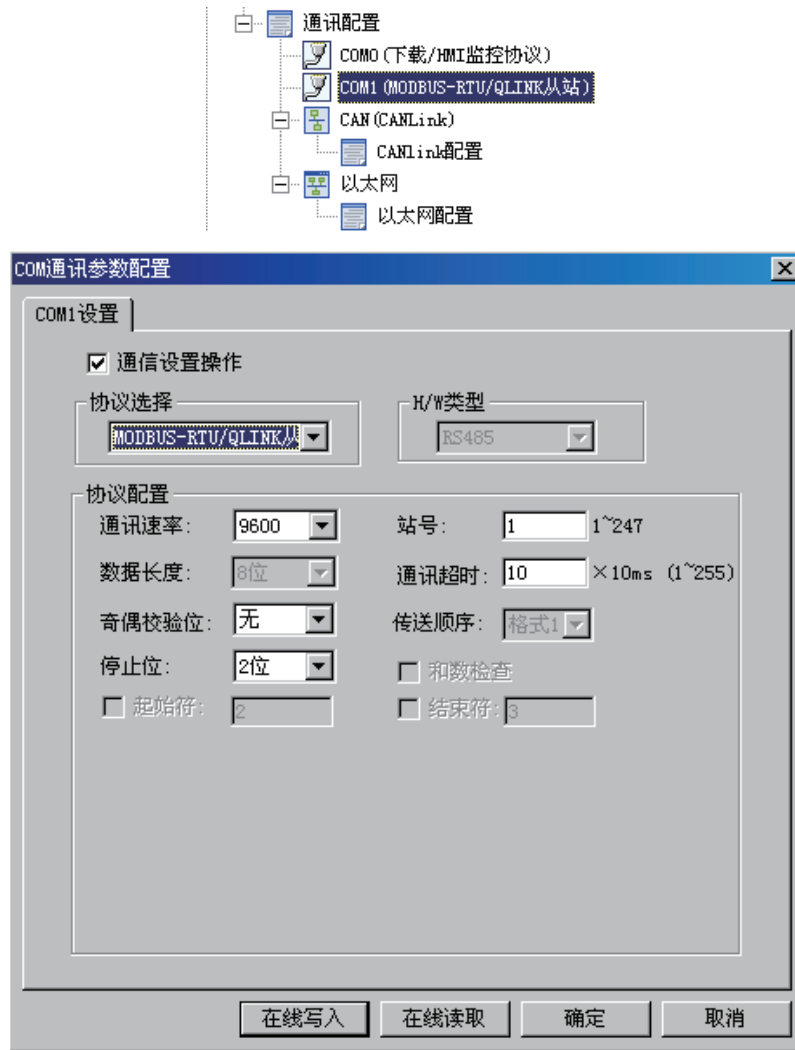 通讯配置
COM0(下载/HMI监控协议)
COM1(MODBUS-RTU/QLINK从站)
CAN(CANLink)
CANlink配置
以太网
以太网配置
COM通讯参数配置
COM1设置
通信设置操作
协议选择 H/W类型
MODBUS-RTU/QLINK从 RS485
协议配置
通讯速率: 9600 站号: 1 1~247
数据长度: 8位 通讯超时: 10 ×10ms (1~255)
奇偶校验位: 无 传送顺序: 格式1
停止位: 2位 和数检查
起始符: 2 结束符: 3
在线写入 在线读取 确定 取消